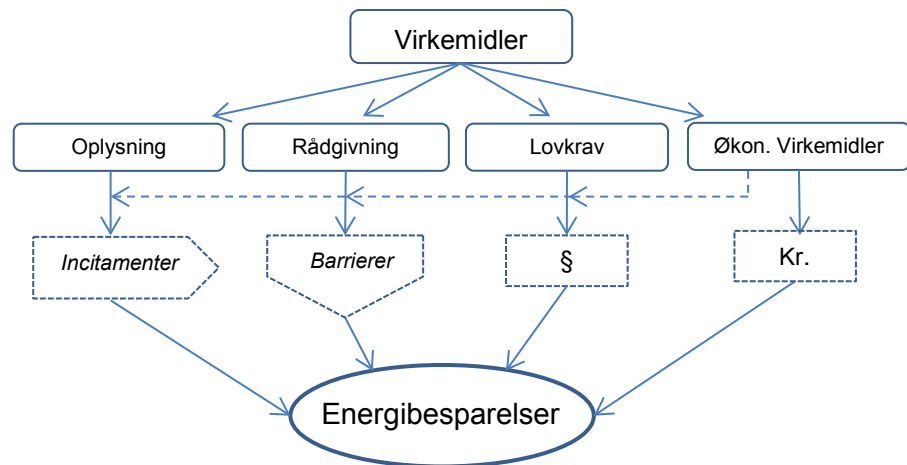 Virkemidler
Oplysning
Rådgivning
Lovkrav
Økon. Virkemidler
Incitamenter
Barrierer
§
Kr.
Energibesparelser